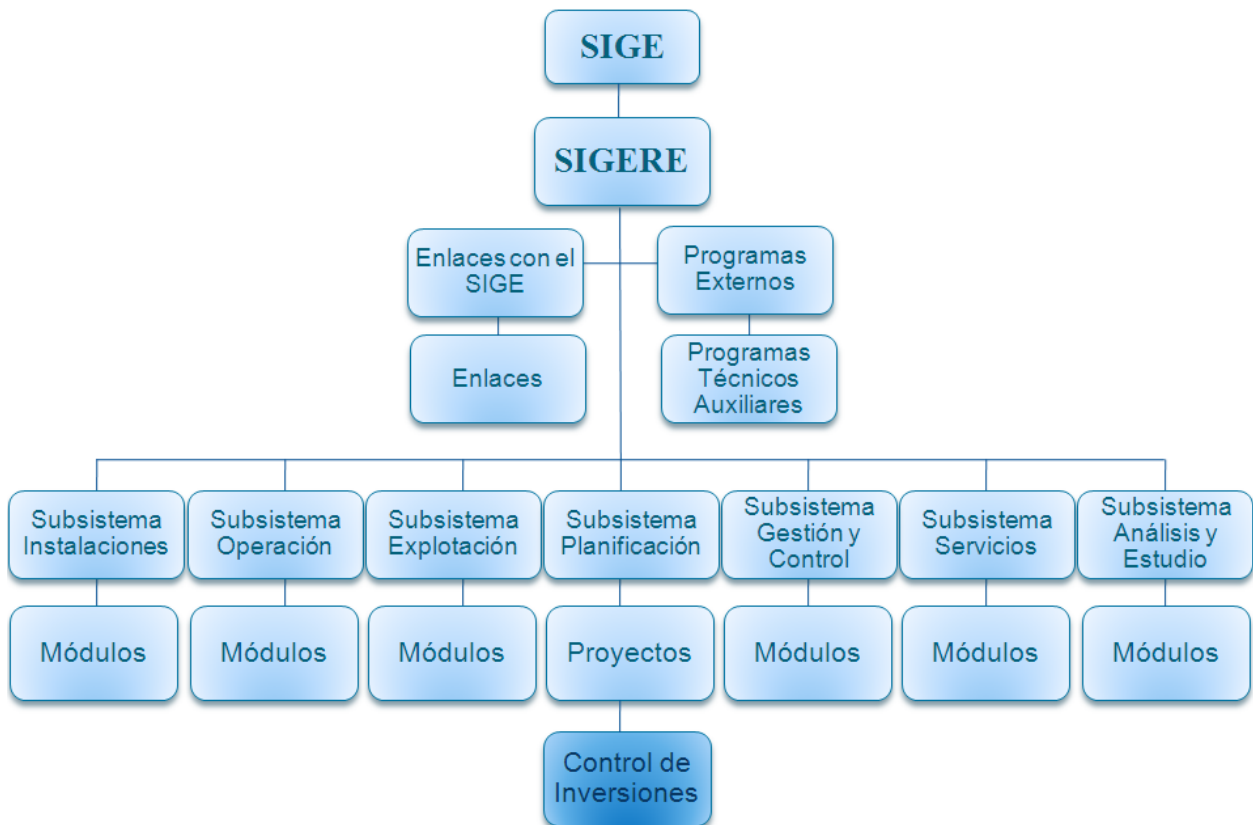 SIGE
SIGERE
Enlaces con el
SIGE
Programas
Externos
Enlaces
Programas
Técnicos
Auxiliares
Subsistema
Instalaciones
Subsistema
Operación
Subsistema
Explotación
Subsistema
Planificación
Subsistema
Gestión y
Control
Subsistema
Servicios
Subsistema
Análisis y
Estudio
Módulos
Módulos
Módulos
Proyectos
Módulos
Módulos
Módulos
Control de
Inversiones